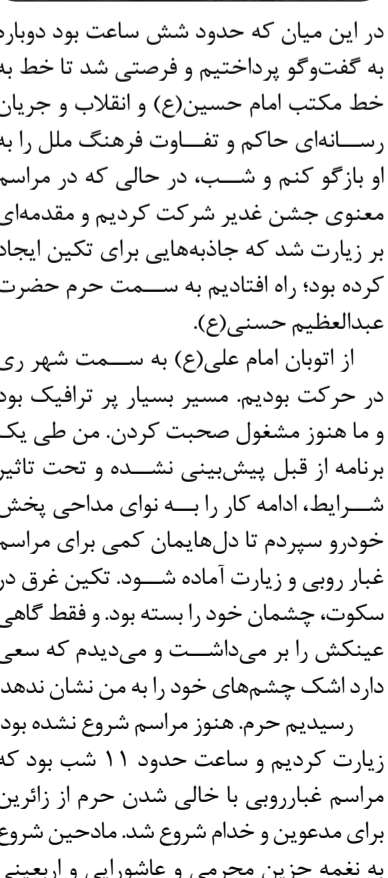 در این میان که حدود شش ساعت بود دوباره
به گفت‌وگو پرداختیم و فرصتی شد تا خط به
خط مکتب امام حسین(ع) و انقلاب و جریان
رسانه‌ای حاکم و تفاوت فرهنگ ملل را به
او بازگو کنم و شب، در حالی که در مراسم
معنوی جشن غدیر شرکت کردیم و مقدمه‌ای
بر زیارت شد که جاذبه‌هایی برای تکین ایجاد
کرده بود؛ راه افتادیم به سمت حرم حضرت
عبدالعظیم حسنی(ع).
از اتوبان امام علی(ع) به سمت شهر ری
در حرکت بودیم. مسیر بسیار پر ترافیک بود
و ما هنوز مشغول صحبت کردن. من طی یک
برنامه از قبل پیش‌بینی نشده و تحت تاثیر
شرایط، ادامه کار را به نوای مداحی پخش
خودرو سپردم تا دل‌هایمان کمی برای مراسم
غبار روبی و زیارت آماده شود. تکین غرق در
سکوت، چشمان خود را بسته بود. و فقط گاهی
عینکش را بر می‌داشت و می‌دیدم که سعی
دارد اشک چشم‌های خود را به من نشان ندهد.
رسیدیم حرم. هنوز مراسم شروع نشده بود.
زیارت کردیم و ساعت حدود ۱۱ شب بود که
مراسم غبارروبی با خالی شدن حرم از زائرین
برای مدعوین و خدام شروع شد. مادحین شروع
به نغمه حزین محرمی و عاشورایی و اربعینی